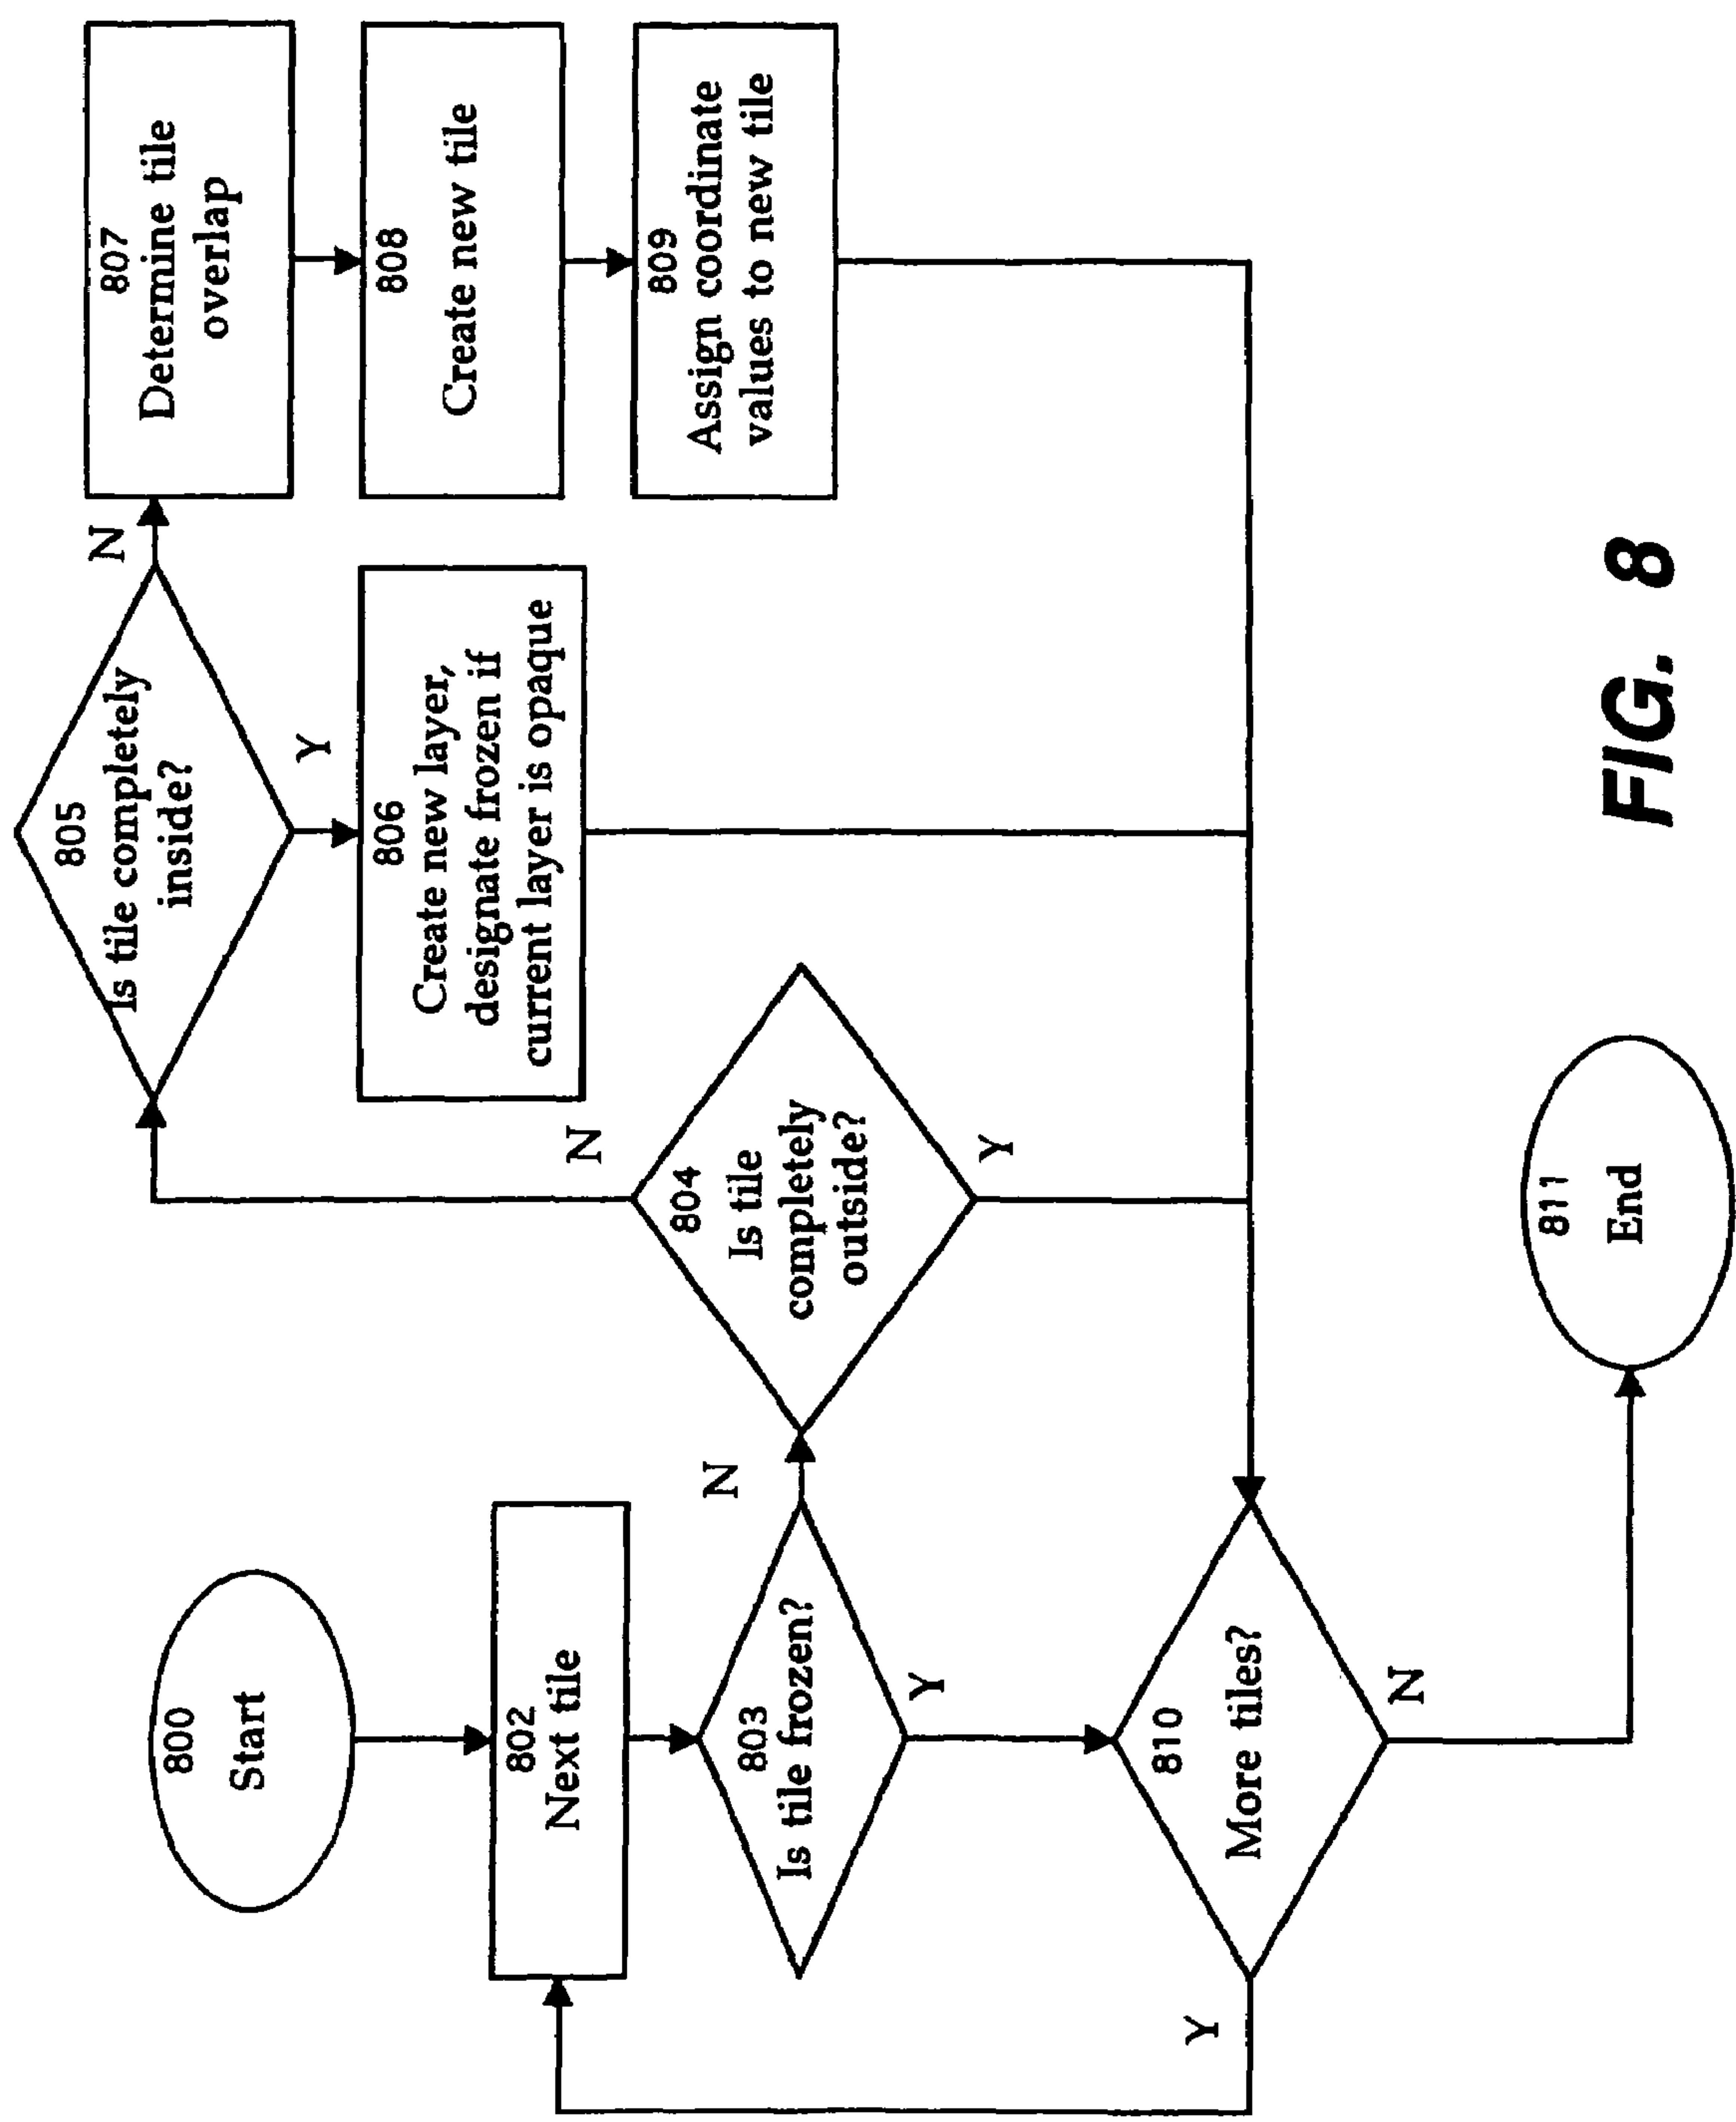 800
Start
802
Next tile
803
Is tile frozen?
Y
N
804
Is tile
completely
outside?
N
Y
805
Is tile completely
inside?
N
Y
806
Create new layer,
designate frozen if
current layer is opaque
807
Determine tile
overlap
808
Create new tile
809
Assign coordinate
values to new tile
810
More tiles?
Y
N
811
End
FIG. 8